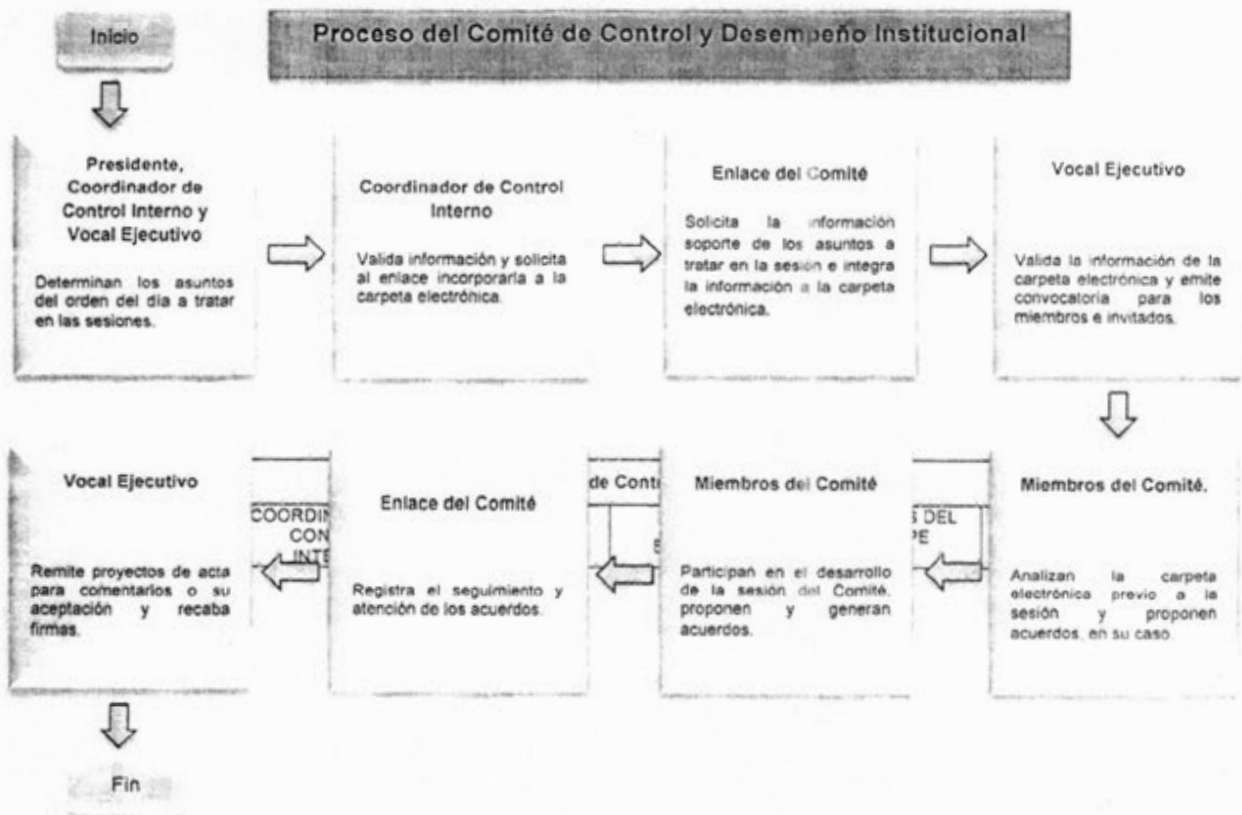 Inicio
Proceso del Comité de Control y Desempeño Institucional
Presidente,
Coordinador de
Control Interno y
Vocal Ejecutivo
Determinan los asuntos
del orden del día a tratar
en las sesiones.
Coordinador de Control
Interno
Valida información y solicita
al enlace incorporarla a la
carpeta electrónica.
Enlace del Comité
Solicita la información
soporte de los asuntos a
tratar en la sesión e integra
la información a la carpeta
electrónica.
Vocal Ejecutivo
Valida la información de la
carpeta electrónica y emite
convocatoria para los
miembros e invitados.
Miembros del Comité.
Analizan la carpeta
electrónica previo a la
sesión y proponen
acuerdos, en su caso
Miembros del Comité
Participan en el desarrollo
de la sesión del Comité,
proponen y generan
acuerdos.
Enlace del Comité
Registra el seguimiento y
atención de los acuerdos.
Vocal Ejecutivo
Remite proyectos de acta
para comentarios o su
aceptación y recaba
firmas.
de Cont
COORDIN
CON
INTE
S DEL
PE
E
Fin